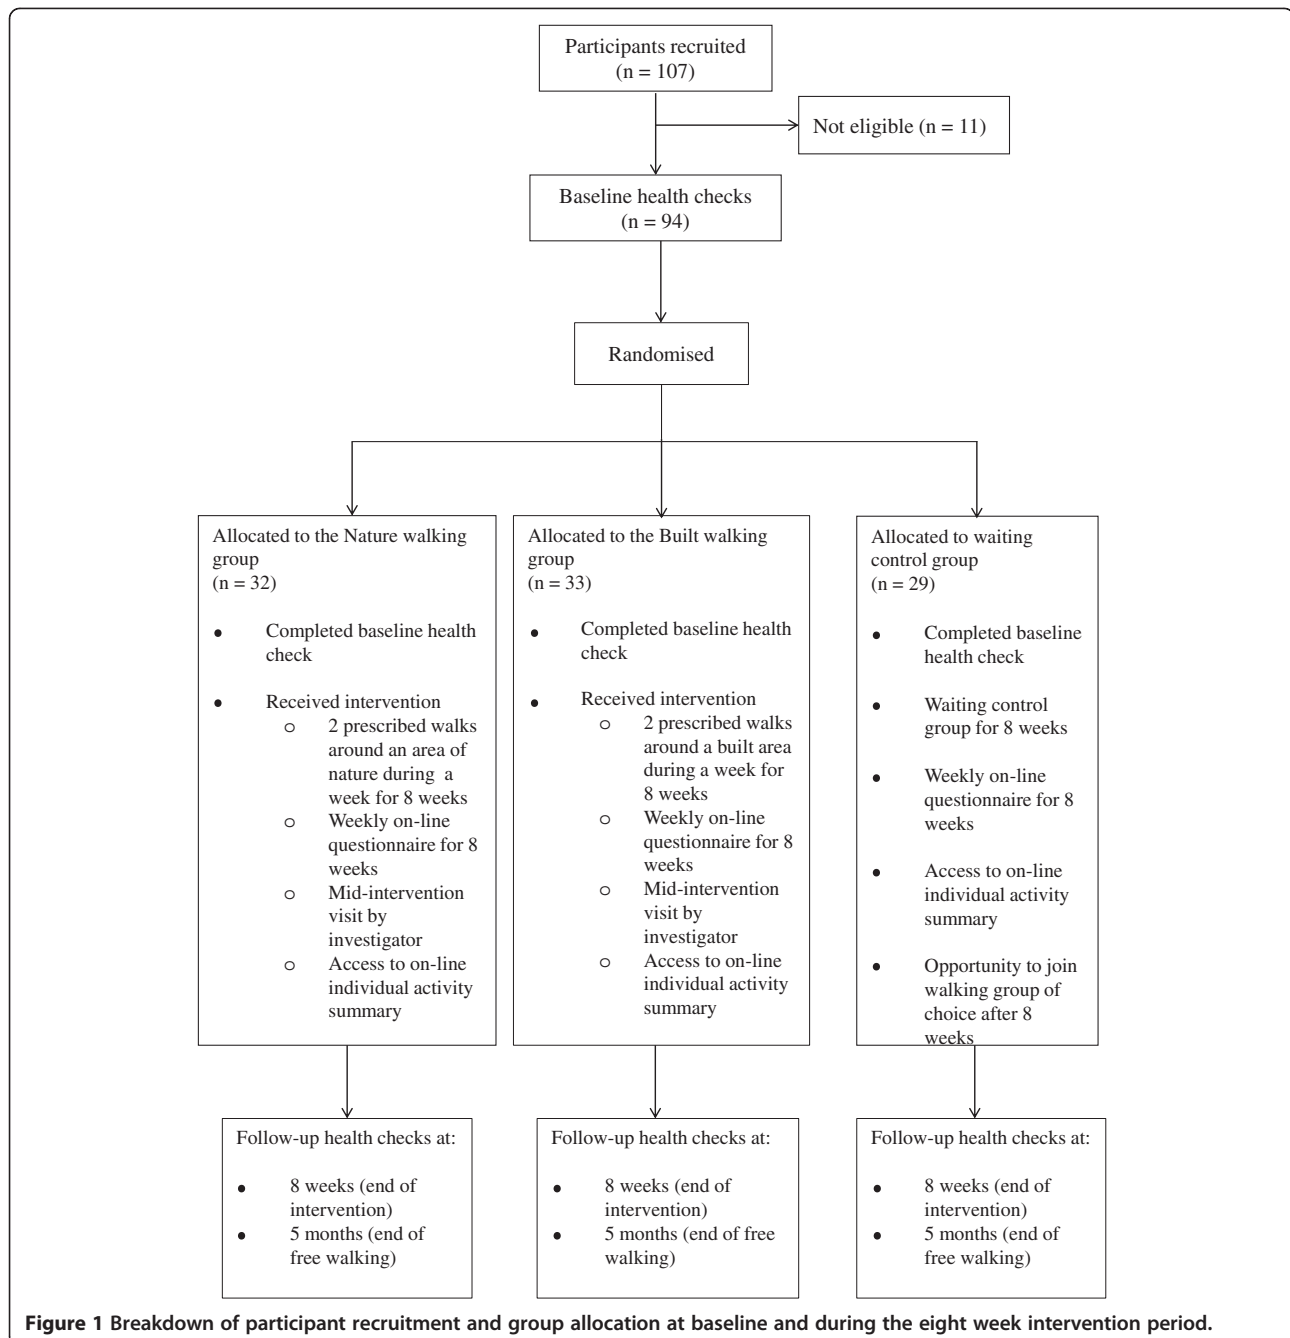 Participants recruited
(n = 107)
Not eligible (n = 11)
Baseline health checks
(n = 94)
Randomised
Allocated to the Nature walking
group
(n = 32)
● Completed baseline health
check
● Received intervention
o 2 prescribed walks
around an area of
nature during a
week for 8 weeks
o Weekly on-line
questionnaire for 8
weeks
o Mid-intervention
visit by
investigator
o Access to on-line
individual activity
summary
Allocated to the Built walking
group
(n = 33)
● Completed baseline health
check
● Received intervention
o 2 prescribed walks
around a built area
during a week for
8 weeks
o Weekly on-line
questionnaire for 8
weeks
o Mid-intervention
visit by
investigator
o Access to on-line
individual activity
summary
Allocated to waiting
control group
(n = 29)
● Completed baseline
health check
● Waiting control
group for 8 weeks
● Weekly on-line
questionnaire for 8
weeks
● Access to on-line
individual activity
summary
● Opportunity to join
walking group of
choice after 8
weeks
Follow-up health checks at:
● 8 weeks (end of
intervention)
● 5 months (end of
free walking)
Follow-up health checks at:
● 8 weeks (end of
intervention)
● 5 months (end of free
walking)
Follow-up health checks at:
● 8 weeks (end of
intervention)
● 5 months (end of
free walking)
Figure 1 Breakdown of participant recruitment and group allocation at baseline and during the eight week intervention period.